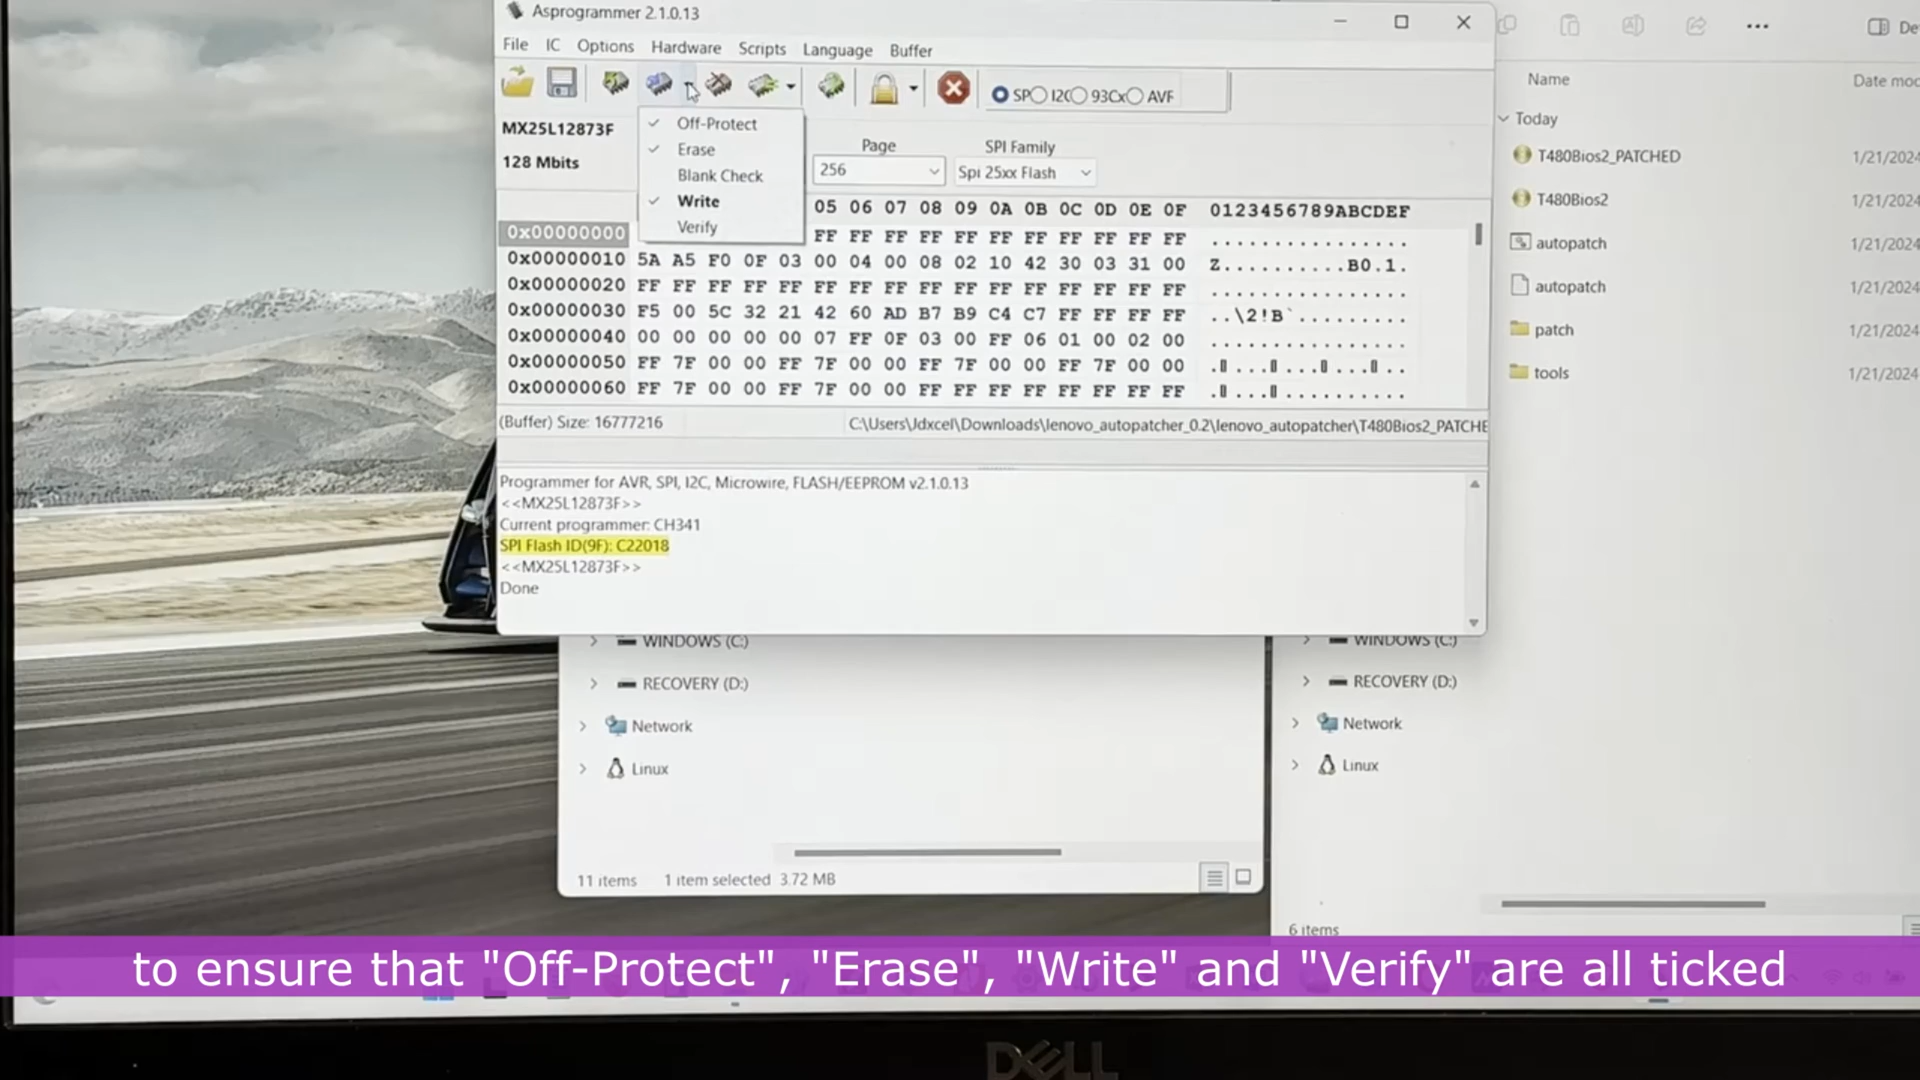 Asprogrammer 2.1.0.13
File IC Options Hardware Scripts Language Buffer
SP I2C 93Cx AVF
MX25L12873F
128 Mbits
Off-Protect
Erase
Blank Check
Write
Verify
Page
256
SPI Family
Spi 25xx Flash
05 06 07 08 09 0A 0B 0C 0D 0E 0F 0123456789ABCDEF
0x00000000 FF FF FF FF FF FF FF FF FF FF FF ................
0x00000010 5A A5 F0 0F 03 00 04 00 08 02 10 42 30 03 31 00 Z..........B0.1.
0x00000020 FF FF FF FF FF FF FF FF FF FF FF FF FF FF FF FF ................
0x00000030 F5 00 5C 32 21 42 60 AD B7 B9 C4 C7 FF FF FF FF ..\2!B`.........
0x00000040 00 00 00 00 00 07 FF 0F 03 00 FF 06 01 00 02 00 ................
0x00000050 FF 7F 00 00 FF 7F 00 00 FF 7F 00 00 FF 7F 00 00
0x00000060 FF 7F 00 00 FF 7F 00 00 FF FF FF FF FF FF FF FF
(Buffer) Size: 16777216 C:\Users\Jdxcel\Downloads\lenovo_autopatcher_0.2\lenovo_autopatcher\T480Bios2_PATCHE
Programmer for AVR, SPI, I2C, Microwire, FLASH/EEPROM v2.1.0.13
<<MX25L12873F>>
Current programmer: CH341
SPI Flash ID(9F): C22018
<<MX25L12873F>>
Done
WINDOWS (C:)
RECOVERY (D:)
Network
Linux
11 items 1 item selected 3.72 MB
De
Name Date mod
Today
T480Bios2_PATCHED 1/21/2024
T480Bios2 1/21/2024
autopatch 1/21/2024
autopatch 1/21/2024
patch 1/21/2024
tools 1/21/2024
WINDOWS (C:)
RECOVERY (D:)
Network
Linux
6 items
to ensure that "Off-Protect", "Erase", "Write" and "Verify" are all ticked
DELL